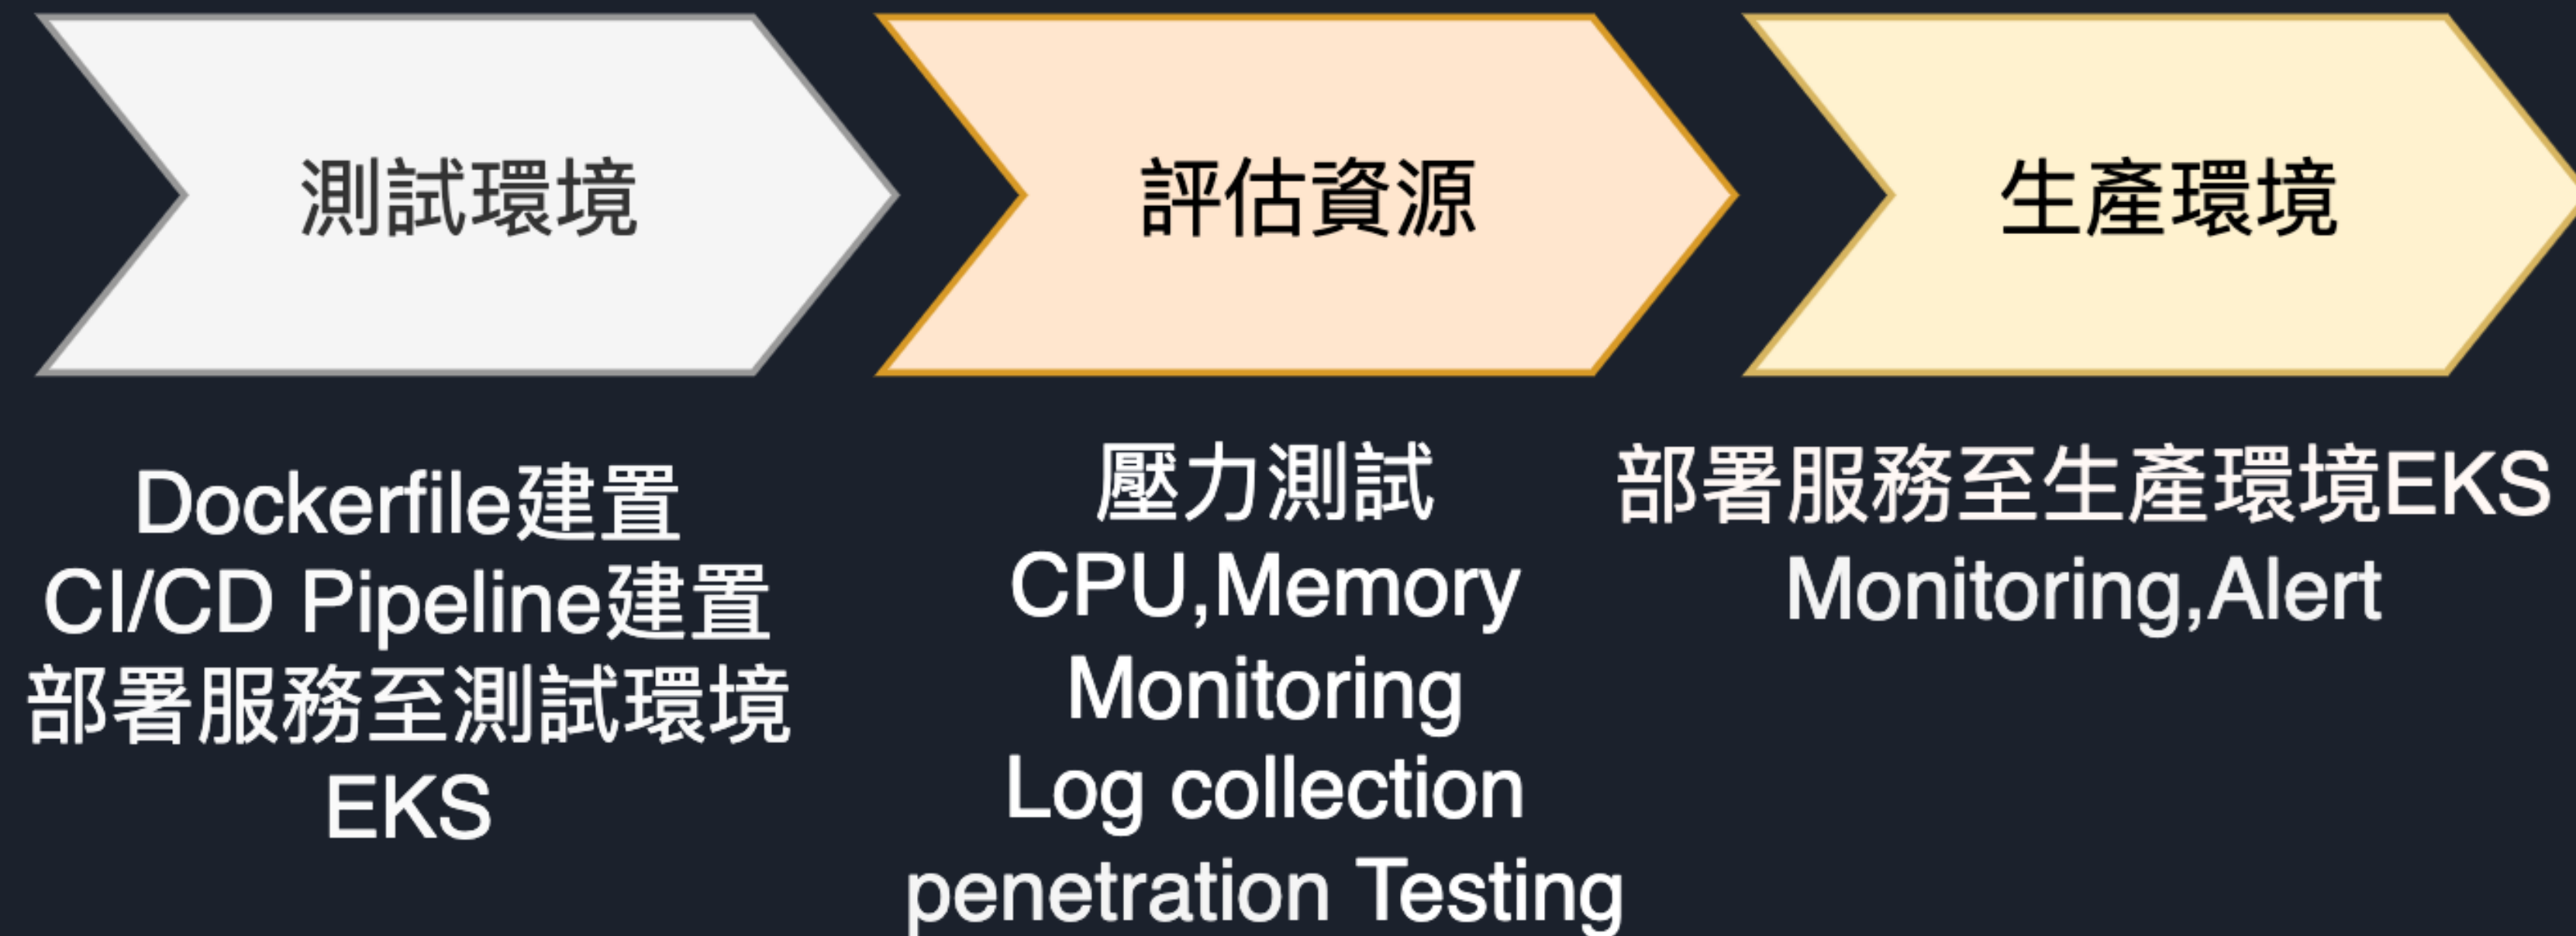 測試環境
評估資源
生產環境
Dockerfile建置
CI/CD Pipeline建置
部署服務至測試環境
EKS
壓力測試
CPU,Memory
Monitoring
Log collection
penetration Testing
部署服務至生產環境EKS
Monitoring,Alert